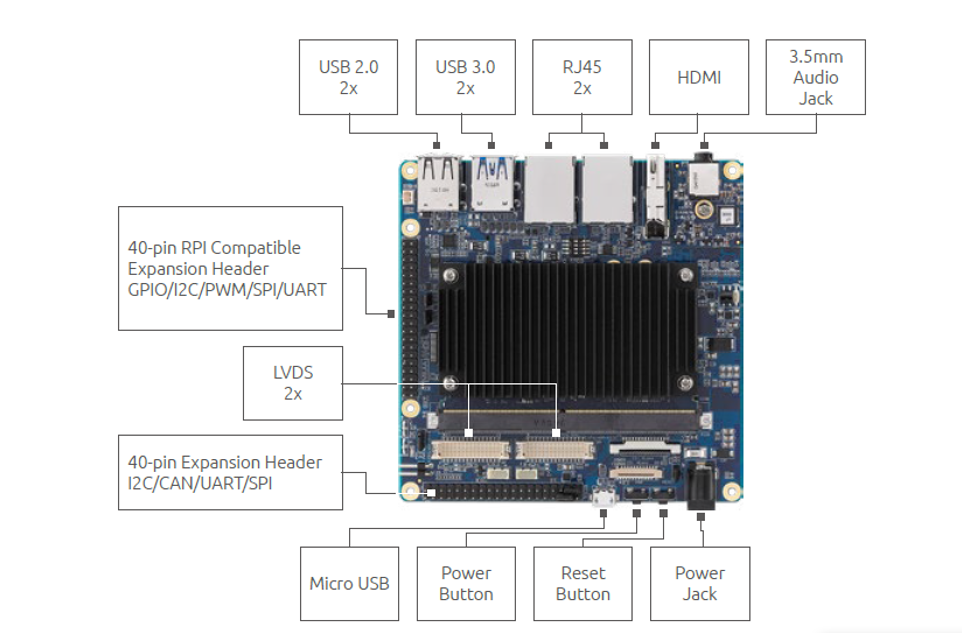 USB 2.0
2x
USB 3.0
2x
RJ45
2x
HDMI
3.5mm
Audio
Jack
40-pin RPI Compatible
Expansion Header
GPIO/I2C/PWM/SPI/UART
LVDS
2x
40-pin Expansion Header
I2C/CAN/UART/SPI
Micro USB
Power
Button
Reset
Button
Power
Jack